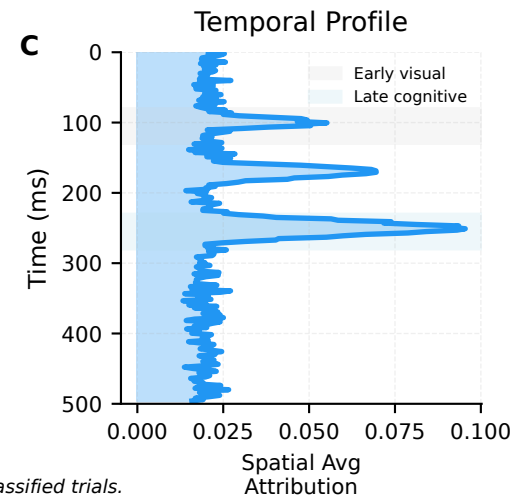 Temporal Profile
C
0
100
200
300
400
500
Time (ms)
Early visual
Late cognitive
0.000 0.025 0.050 0.075 0.100
Spatial Avg
Attribution
assified trials.